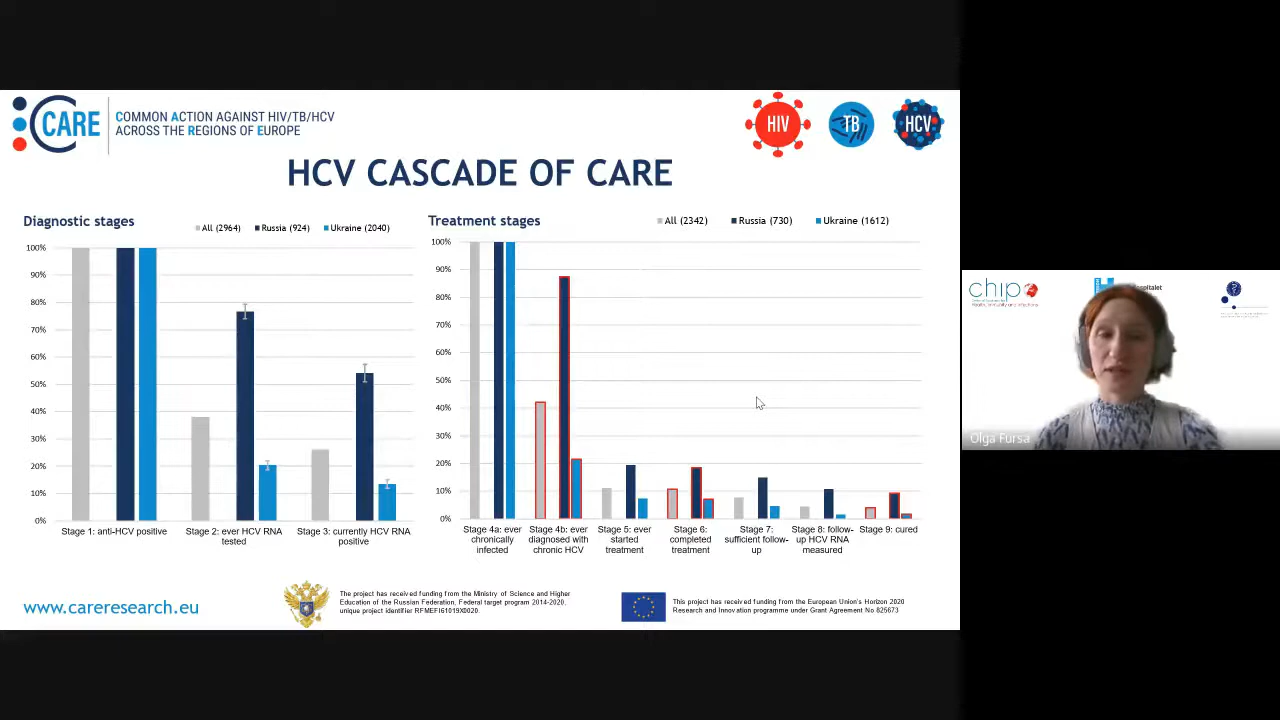 CARE
COMMON ACTION AGAINST HIV/TB/HCV
ACROSS THE REGIONS OF EUROPE
HIV
TB
HCV
HCV CASCADE OF CARE
Diagnostic stages
All (2964)
Russia (924)
Ukraine (2040)
100%
90%
80%
70%
60%
50%
40%
30%
20%
10%
0%
Stage 1: anti-HCV positive
Stage 2: ever HCV RNA
tested
Stage 3: currently HCV RNA
positive
Treatment stages
All (2342)
Russia (730)
Ukraine (1612)
100%
90%
80%
70%
60%
50%
40%
30%
20%
10%
0%
Stage 4a: ever
chronically
infected
Stage 4b: ever
diagnosed with
chronic HCV
Stage 5: ever
started
treatment
Stage 6:
completed
treatment
Stage 7:
sufficient follow-
up
Stage 8: follow-
up HCV RNA
measured
Stage 9: cured
www.careresearch.eu
The project has received funding from the Ministry of Science and Higher
Education of the Russian Federation, Federal target program 2014-2020,
unique project identifier RFMEFI61019X0020.
This project has received funding from the European Union's Horizon 2020
Research and Innovation programme under Grant Agreement No 825673
chip
Olga Fursa